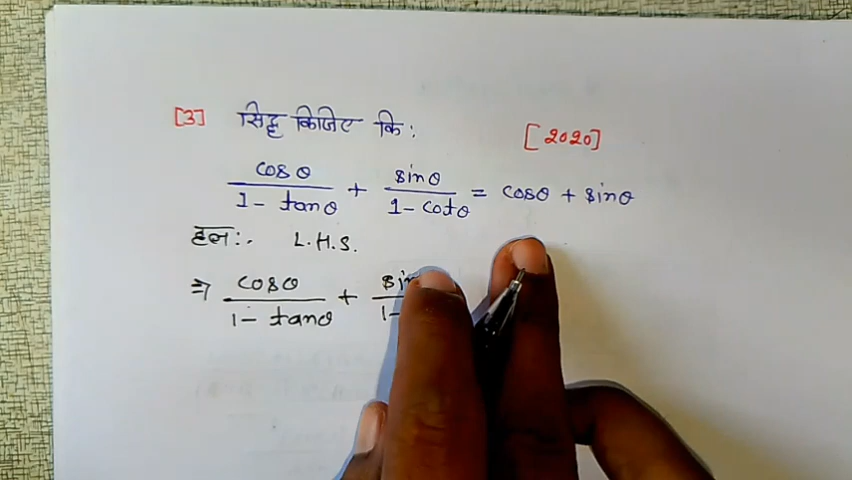 [3] सिद्ध किजिए कि: [2020]
cosθ / 1 - tanθ + sinθ / 1 - cotθ = cosθ + sinθ
हल:- L.H.S.
⇒ cosθ / 1 - tanθ +